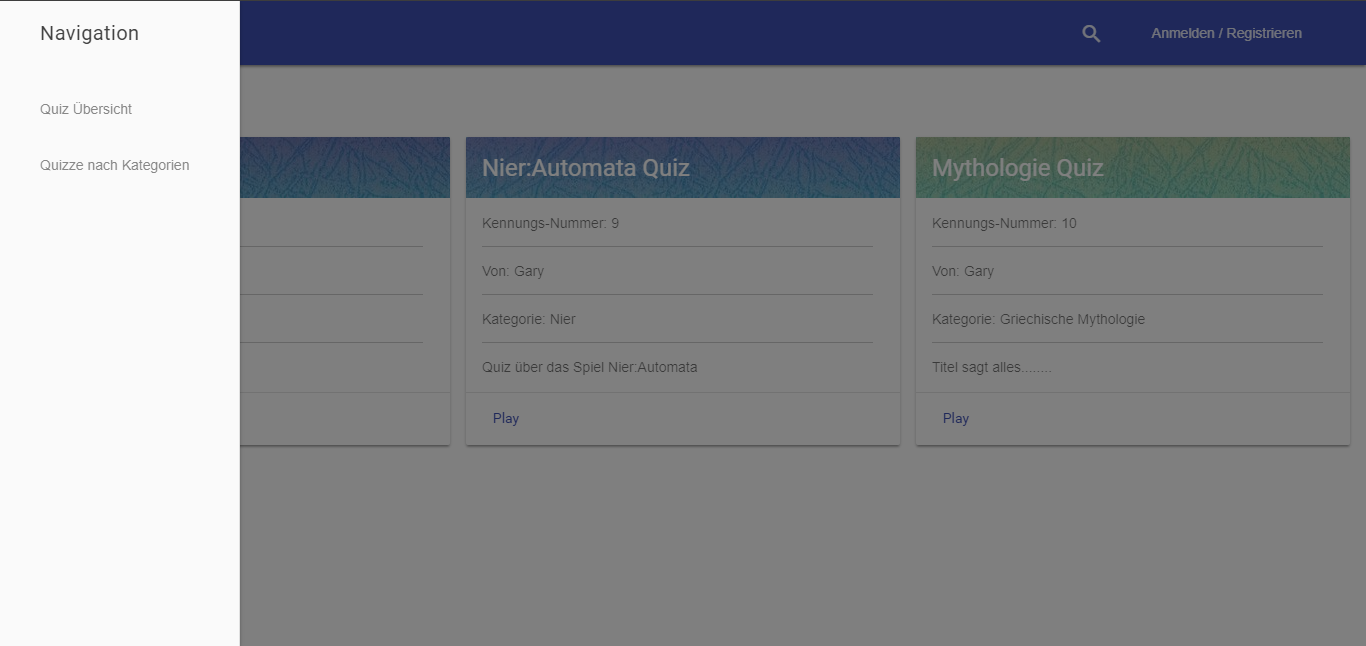 Navigation
Quiz Übersicht
Quizze nach Kategorien
Anmelden / Registrieren
Nier:Automata Quiz
Kennungs-Nummer: 9
Von: Gary
Kategorie: Nier
Quiz über das Spiel Nier:Automata
Play
Mythologie Quiz
Kennungs-Nummer: 10
Von: Gary
Kategorie: Griechische Mythologie
Titel sagt alles........
Play